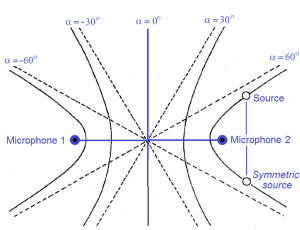 α=-30° α=0° α=30°
α=-60° α=60°
Source
Microphone 1 Microphone 2
Symmetric
source